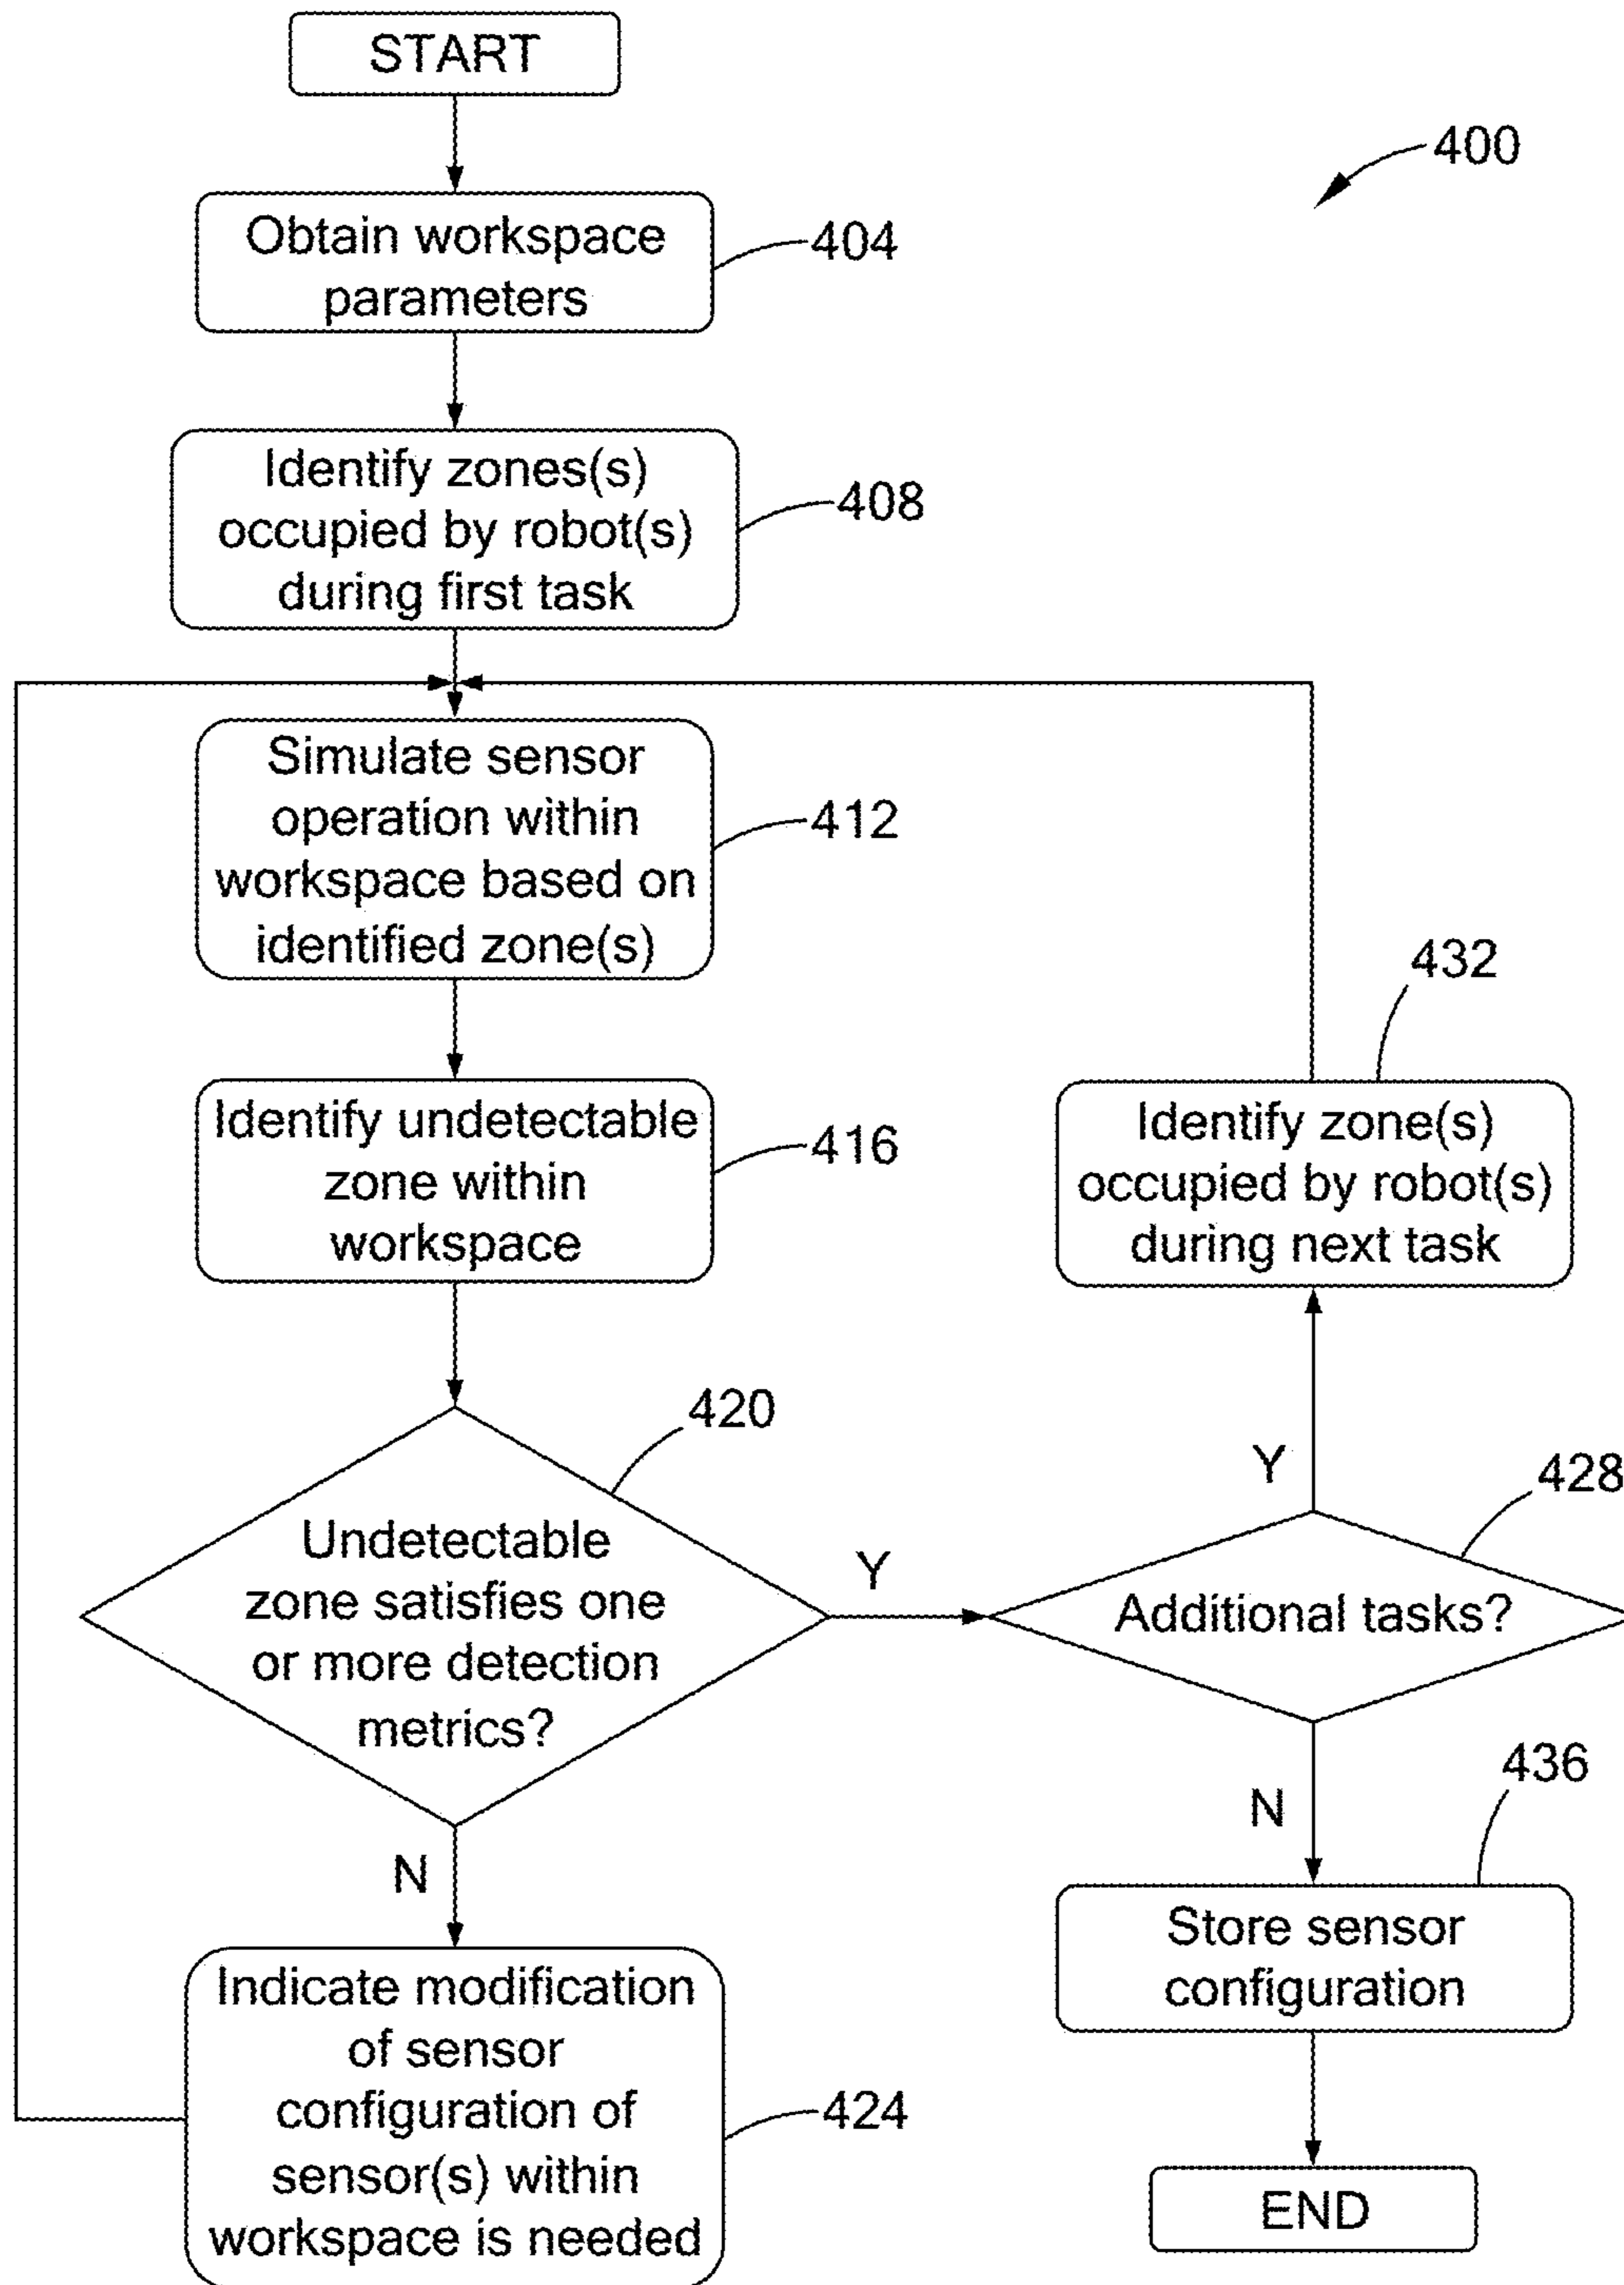 START
400
Obtain workspace
parameters
404
Identify zones(s)
occupied by robot(s)
during first task
408
Simulate sensor
operation within
workspace based on
identified zone(s)
412
Identify undetectable
zone within
workspace
416
432
Identify zone(s)
occupied by robot(s)
during next task
420
Undetectable
zone satisfies one
or more detection
metrics?
Y
N
Y
428
Additional tasks?
N
436
Indicate modification
of sensor
configuration of
sensor(s) within
workspace is needed
424
Store sensor
configuration
END